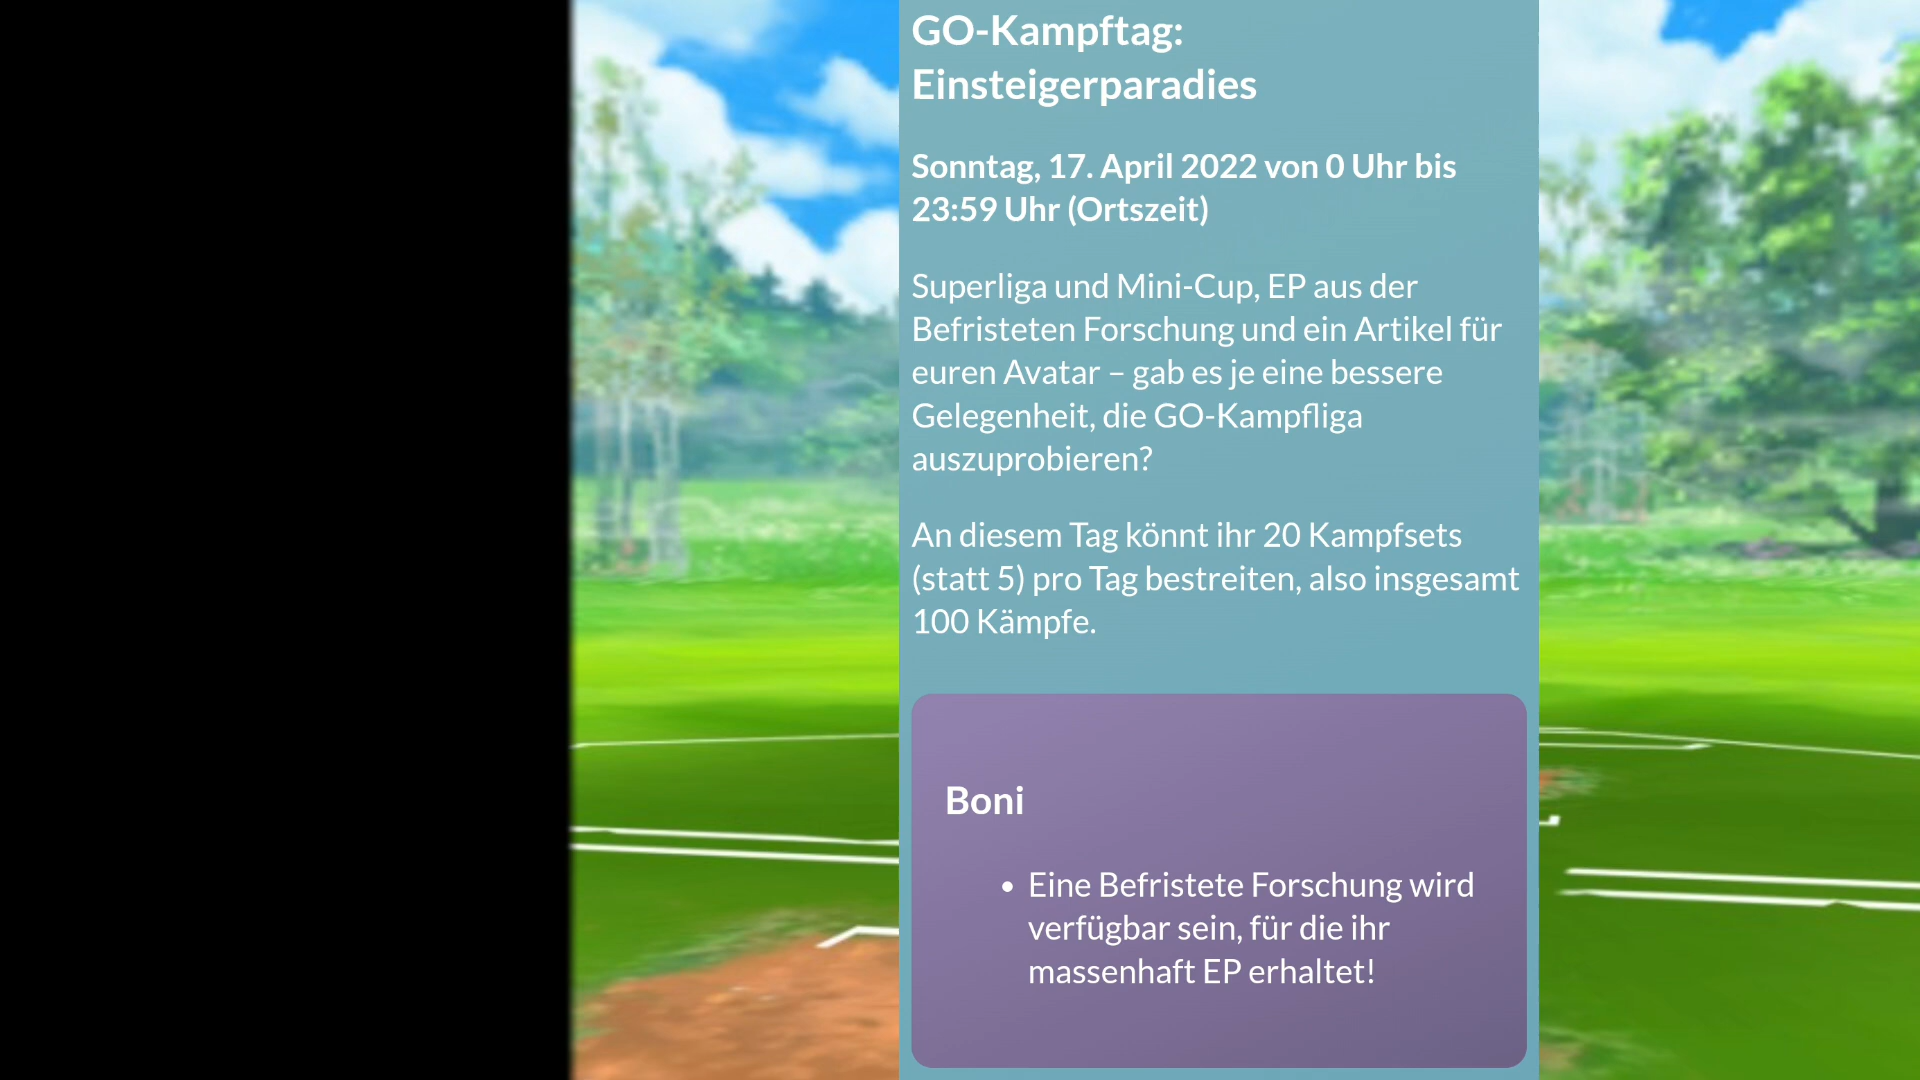 GO-Kampftag:
Einsteigerparadies
Sonntag, 17. April 2022 von 0 Uhr bis
23:59 Uhr (Ortszeit)
Superliga und Mini-Cup, EP aus der
Befristeten Forschung und ein Artikel für
euren Avatar – gab es je eine bessere
Gelegenheit, die GO-Kampfliga
auszuprobieren?
An diesem Tag könnt ihr 20 Kampfsets
(statt 5) pro Tag bestreiten, also insgesamt
100 Kämpfe.
Boni
• Eine Befristete Forschung wird
verfügbar sein, für die ihr
massenhaft EP erhaltet!